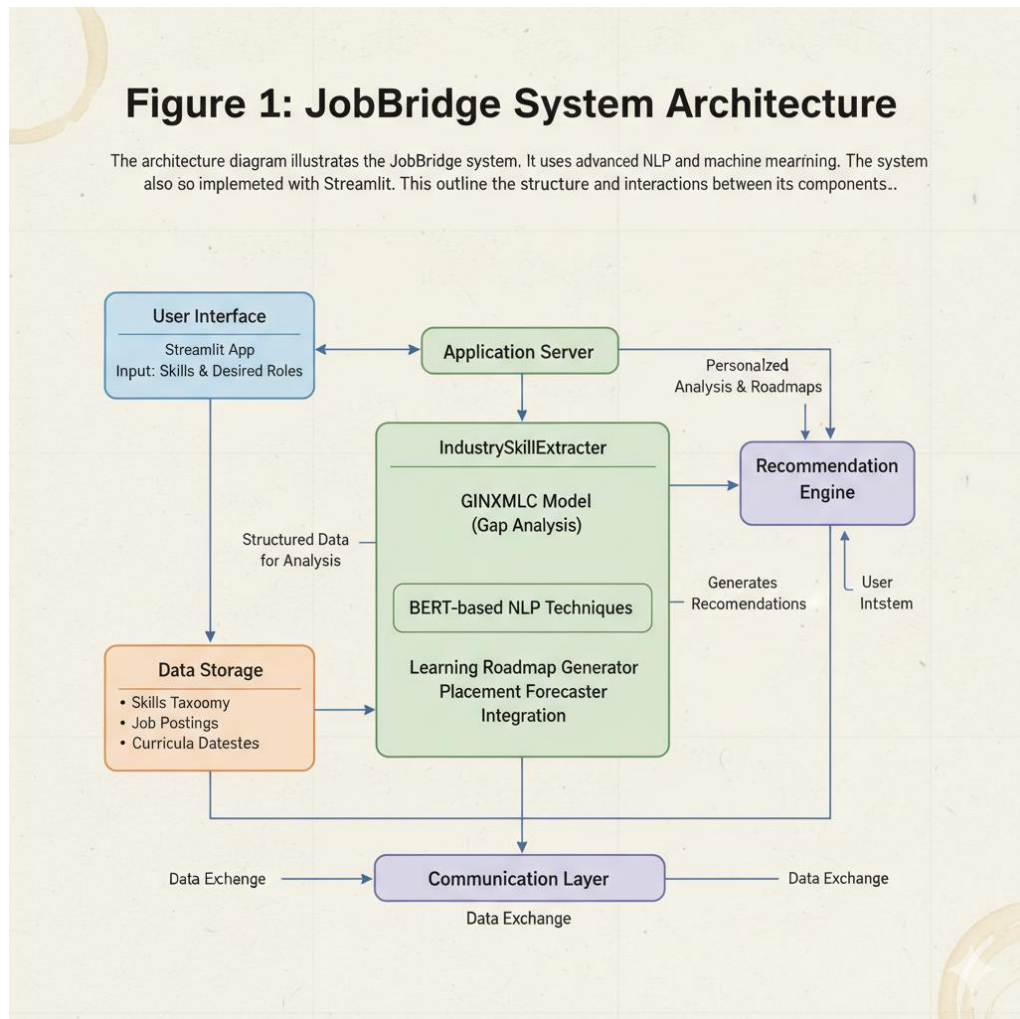 Figure 1: JobBridge System Architecture
The architecture diagram illustratas the JobBridge system. It uses advanced NLP and machine mearrning. The system
also so implemeted with Streamlit. This outline the structure and interactions between its components...
User Interface
Streamlit App
Input: Skills & Desired Roles
Application Server
Personalzed
Analysis & Roadmaps
IndustrySkillExtracter
GINXMLC Model
(Gap Analysis)
Recommendation
Engine
Structured Data
for Analysis
BERT-based NLP Techniques
Generates
Recomendations
User
Intstem
Learning Roadmap Generator
Placement Forecaster
Integration
Data Storage
• Skills Taxoomy
• Job Postings
• Curricula Datestes
Data Exhenge
Communication Layer
Data Exchange
Data Exchange